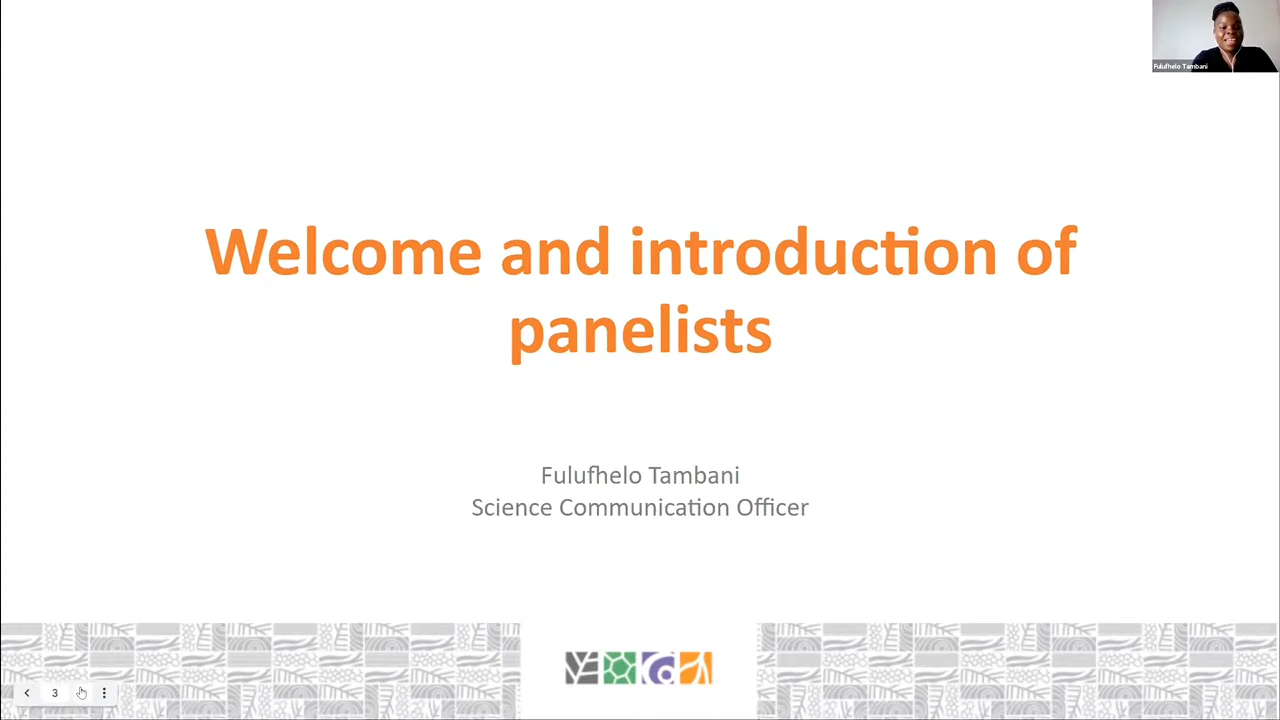 Fulufhelo Tambani
Welcome and introduction of
panelists
Fulufhelo Tambani
Science Communication Officer
3